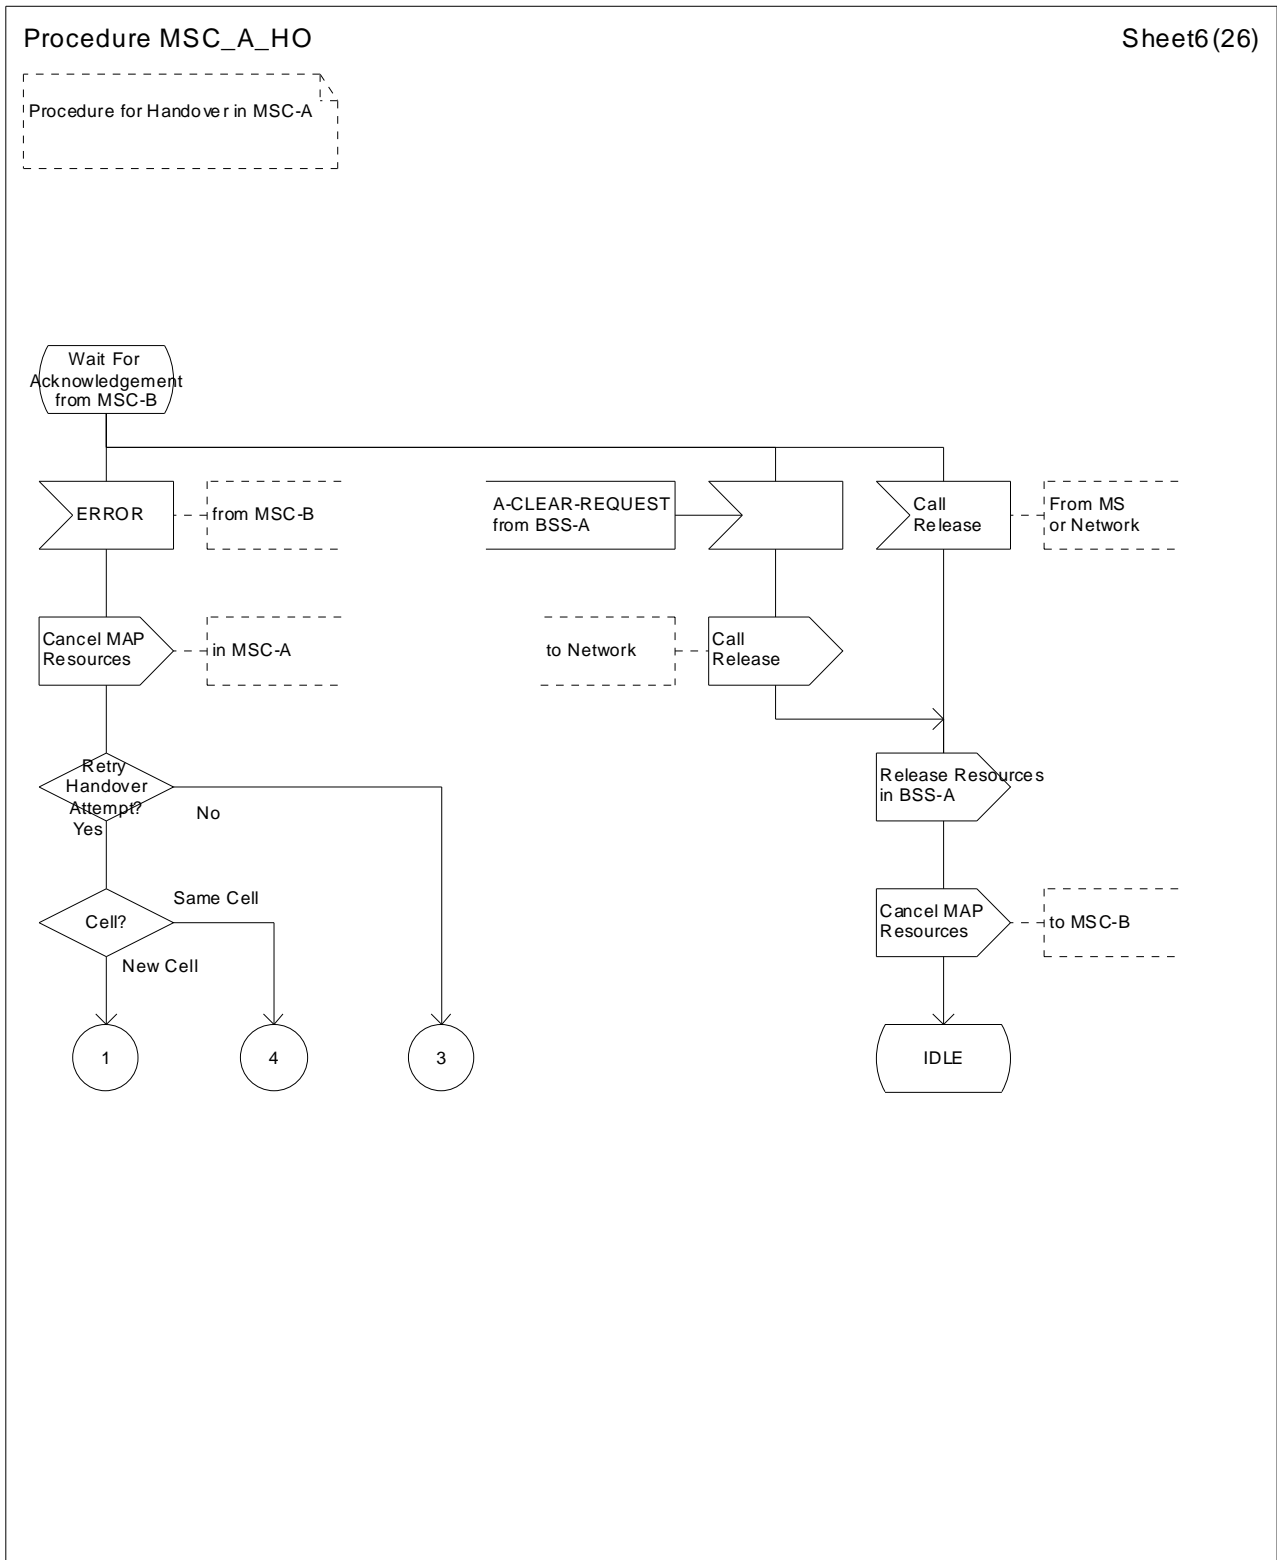 Procedure MSC_A_HO
Sheet6(26)
Procedure for Handover in MSC-A
Wait For
Acknowledgement
from MSC-B
ERROR
from MSC-B
A-CLEAR-REQUEST
from BSS-A
Call
Release
From MS
or Network
Cancel MAP
Resources
in MSC-A
to Network
Call
Release
Retry
Handover
Attempt?
Yes
No
Release Resources
in BSS-A
Cell?
Same Cell
New Cell
Cancel MAP
Resources
to MSC-B
1
4
3
IDLE